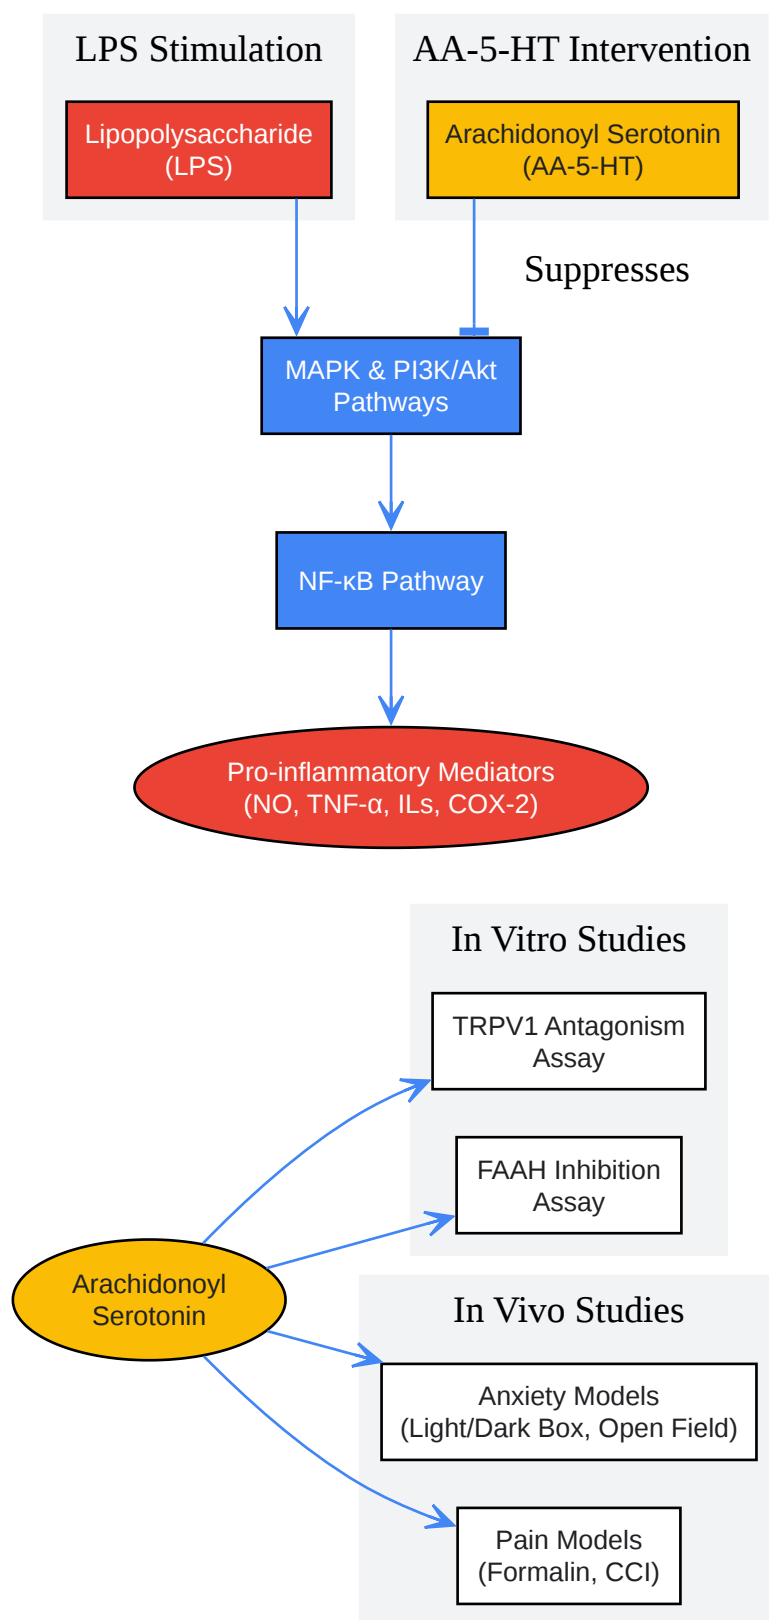 LPS Stimulation
AA-5-HT Intervention
Lipopolysaccharide
(LPS)
Arachidonoyl Serotonin
(AA-5-HT)
Suppresses
MAPK & PI3K/Akt
Pathways
NF-κB Pathway
Pro-inflammatory Mediators
(NO, TNF-α, ILs, COX-2)
In Vitro Studies
TRPV1 Antagonism
Assay
FAAH Inhibition
Assay
Arachidonoyl
Serotonin
In Vivo Studies
Anxiety Models
(Light/Dark Box, Open Field)
Pain Models
(Formalin, CCI)